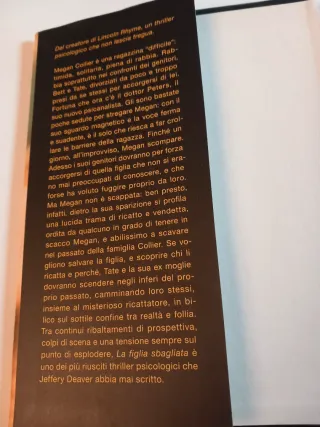 Dal creatore di Lincoln Rhyme, un thriller
psicologico che non lascia tregua.
Megan Collier è una ragazzina "difficile":
timida, solitaria, piena di rabbia. Rab-
bia soprattutto nei confronti dei genitori,
Burt e Tate, divorziati da poco e troppo
presi da se stessi per accorgersi di lei.
Fortuna che ora c'è il dottor Peters, il
suo nuovo psicanalista. Gli sono bastate
poche sedute per stregare Megan: con il
suo sguardo magnetico e la voce ferma
e suadente, è il solo che riesca a far crol-
lare le barriere della ragazza. Finché un
giorno, all'improvviso, Megan scompare.
Adesso i suoi genitori dovranno per forza
accorgersi di quella figlia che non si era-
no mai preoccupati di conoscere, e che
forse ha voluto fuggire proprio da loro.
Ma Megan non è scappata: ben presto,
infatti, dietro la sua sparizione si profila
una lucida trama di ricatto e vendetta,
ordita da qualcuno in grado di tenere in
scacco Megan, e abilissimo a scavare
nel passato della famiglia Collier. Se vo-
gliono salvare la figlia, e scoprire chi li
ricatta e perché, Tate e la sua ex moglie
dovranno scendere negli inferi del pro-
prio passato, camminando loro stessi,
insieme al misterioso ricattatore, in bi-
lico sul sottile confine tra realtà e follia.
Tra continui ribaltamenti di prospettiva,
colpi di scena e una tensione sempre sul
punto di esplodere, La figlia sbagliata è
uno dei più riusciti thriller psicologici che
Jeffery Deaver abbia mai scritto.